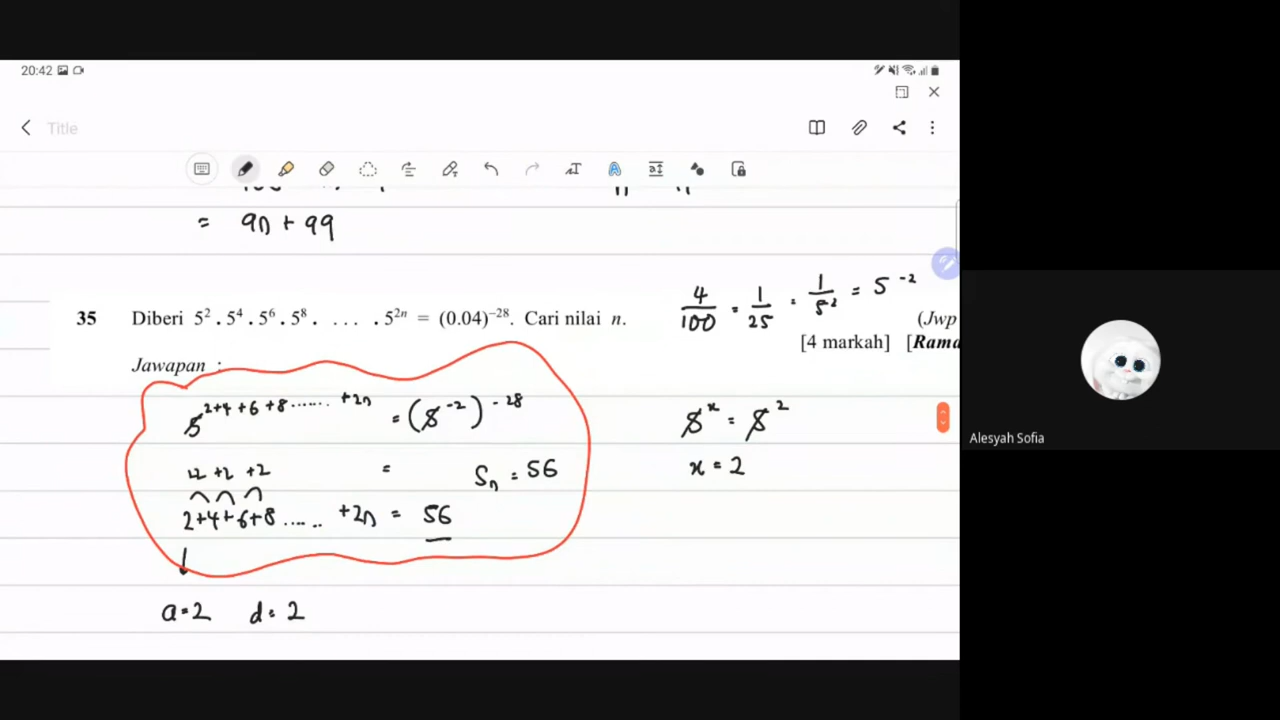 20:42
Title
= 9n + 99
4/100 = 1/25 = 1/5² = 5⁻²
35 Diberi 5² . 5⁴ . 5⁶ . 5⁸ . . . . . . 5²ⁿ = (0.04)⁻²⁸. Cari nilai n.
(Jwp
[4 markah] [Rama
Jawapan :
5^(2+4+6+8......+2n) = (5⁻²)⁻²⁸
5ˣ = 5²
+2 +2 +2 = Sₙ = 56
x = 2
2+4+6+8...... +2n = 56
a=2 d=2
Alesyah Sofia